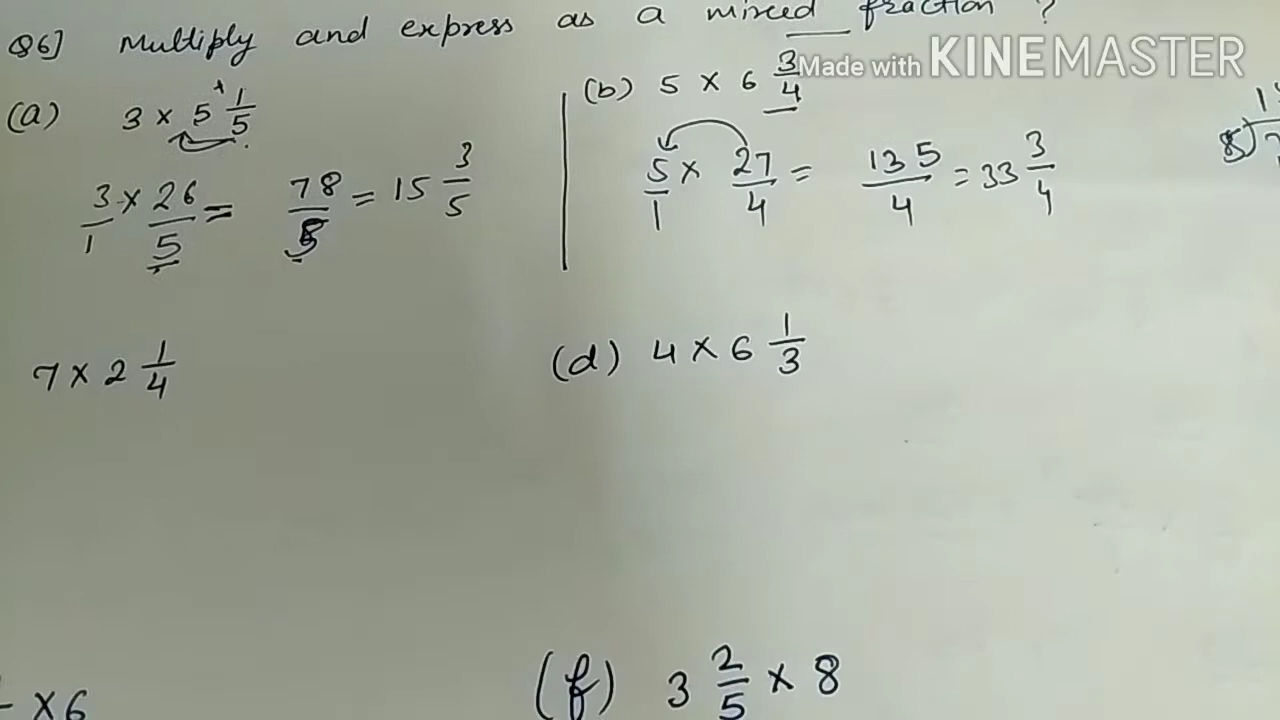 Q6] Multiply and express as a mixed fraction ?
Made with KINEMASTER
(a) 3 × 5 + 1/5
(b) 5 × 6 3/4
3/1 × 26/5 = 78/5 = 15 3/5
5/1 × 27/4 = 135/4 = 33 3/4
7 × 2 1/4
(d) 4 × 6 1/3
× 6
(f) 3 2/5 × 8